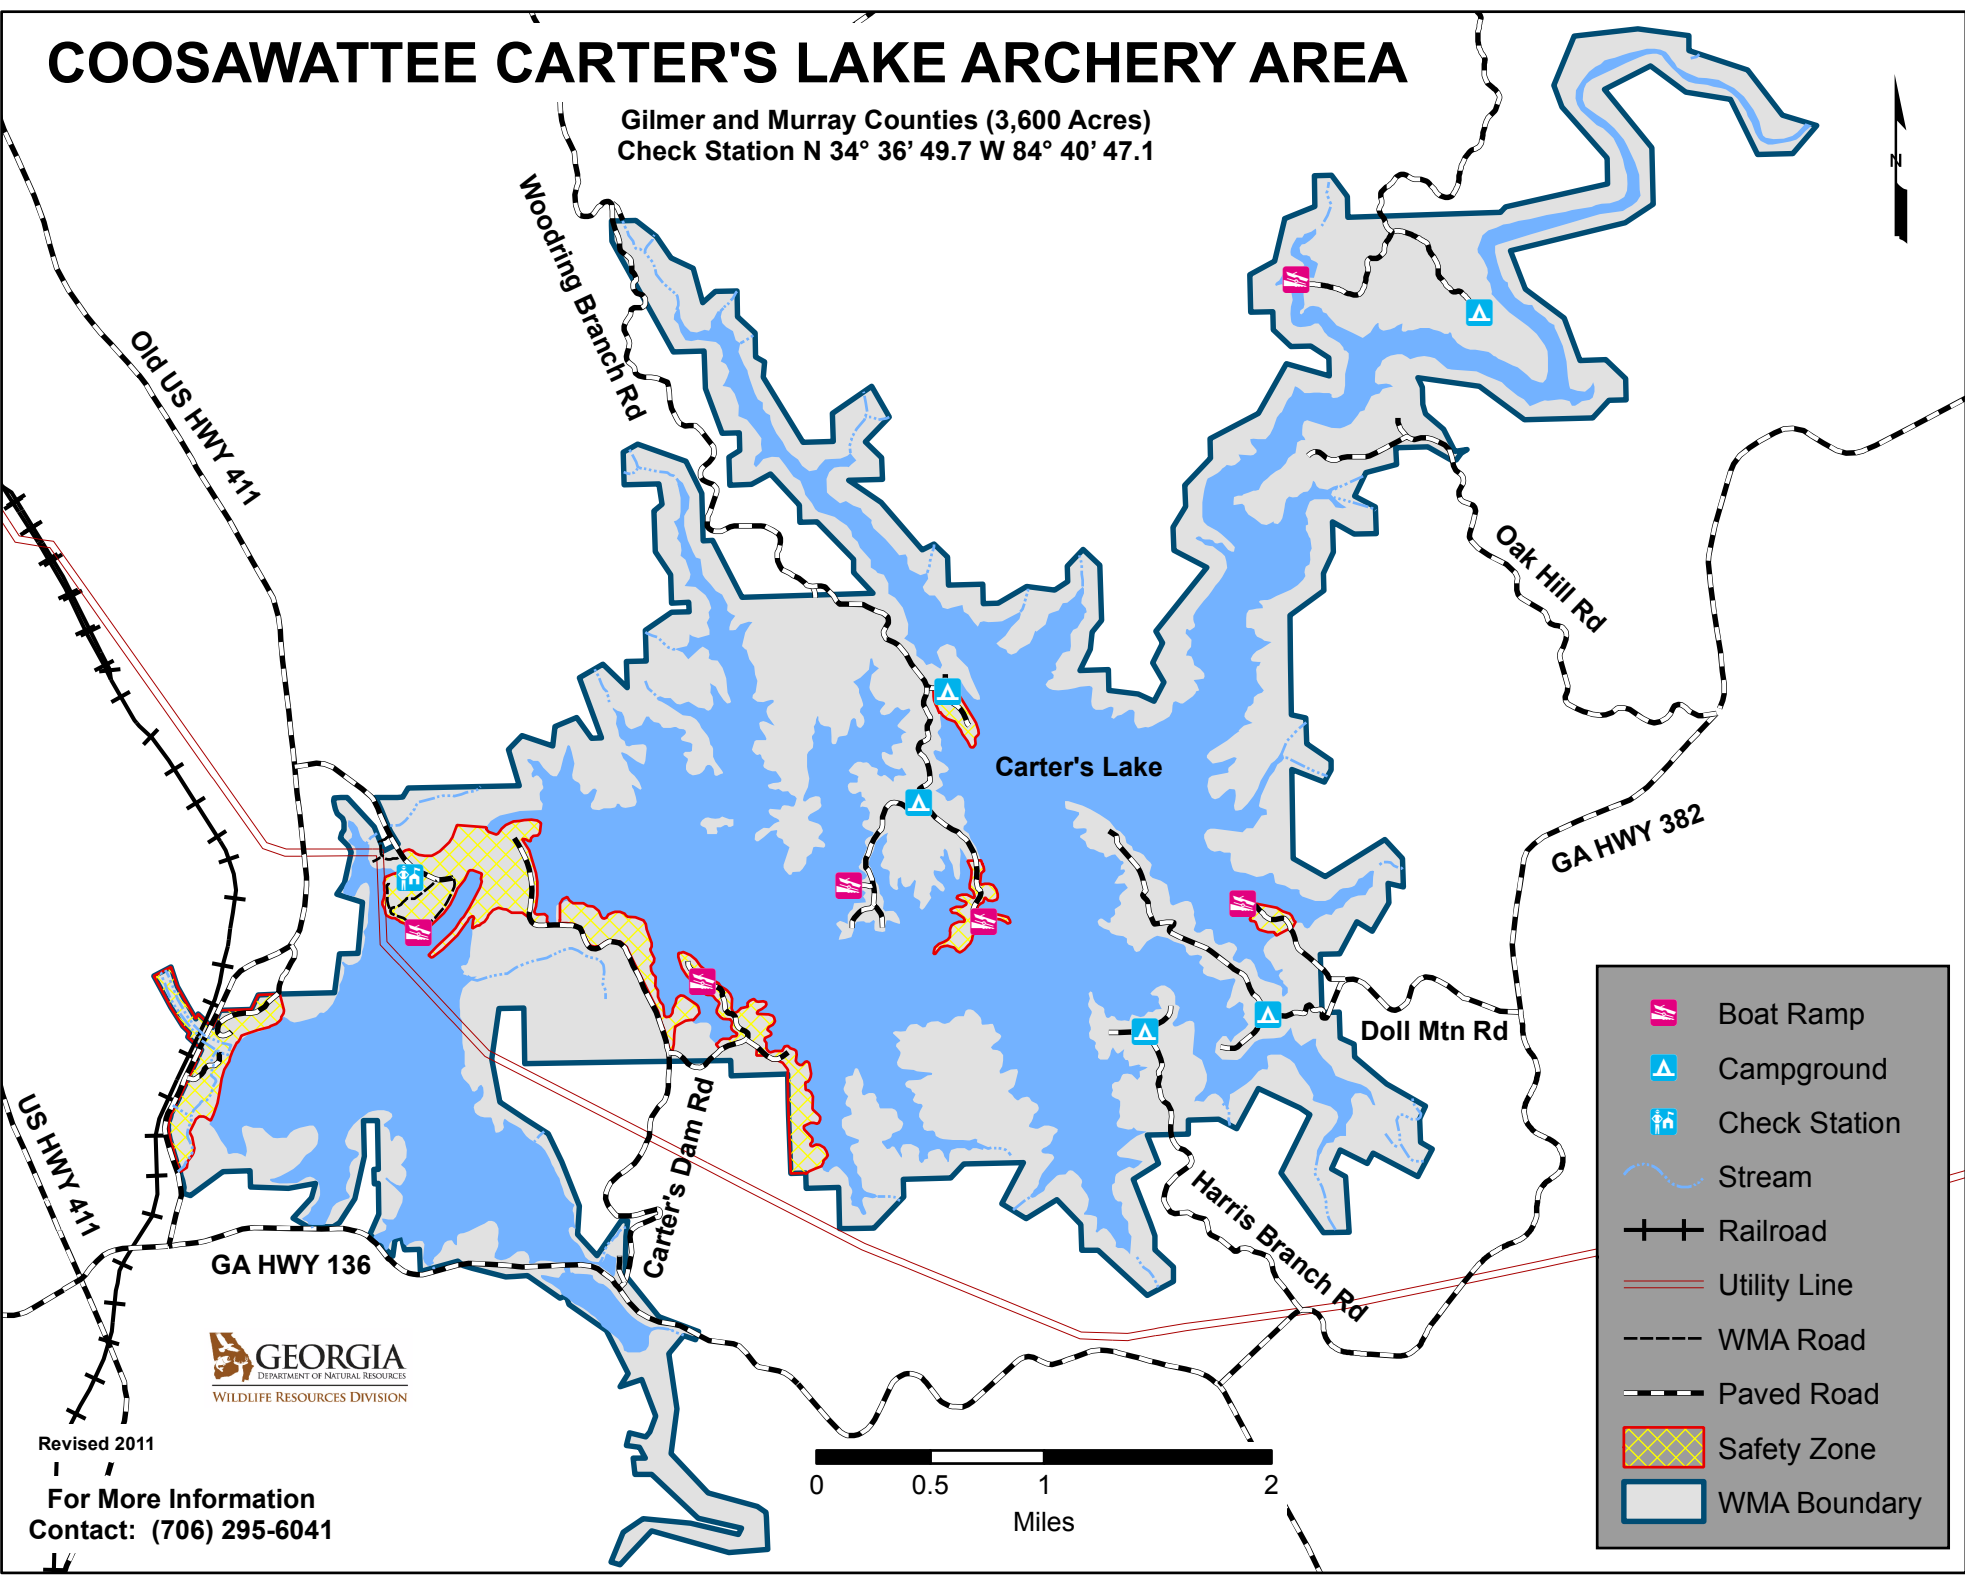 COOSAWATTEE CARTER'S LAKE ARCHERY AREA
Gilmer and Murray Counties (3,600 Acres)
Check Station N 34° 36’ 49.7 W 84° 40’ 47.1
N
Woodring Branch Rd
Old US HWY 411
Oak Hill Rd
Carter's Lake
GA HWY 382
Doll Mtn Rd
US HWY 411
Carter's Dam Rd
Harris Branch Rd
GA HWY 136
GEORGIA
DEPARTMENT OF NATURAL RESOURCES
WILDLIFE RESOURCES DIVISION
Revised 2011
For More Information
Contact: (706) 295-6041
0 0.5 1 2
Miles
Boat Ramp
Campground
Check Station
Stream
Railroad
Utility Line
WMA Road
Paved Road
Safety Zone
WMA Boundary